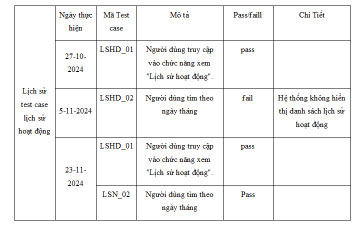 Ngày thực hiện
Mã Test case
Mô tả
Pass/faill
Chi Tiết
Lịch sử
test case
lịch sử
hoạt động
27-10-
2024
LSHD_01
Người dùng truy cập
vào chức năng xem
"Lịch sử hoạt động".
pass
5-11-2024
LSHD_02
Người dùng tìm theo
ngày tháng
fail
Hệ thống không hiển
thị danh sách lịch sử
hoạt động
23-11-
2024
LSHD_01
Người dùng truy cập
vào chức năng xem
"Lịch sử hoạt động".
pass
LSN_02
Người dùng tìm theo
ngày tháng
Pass